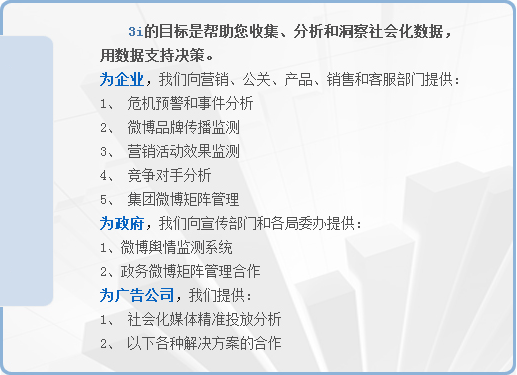 3i的目标是帮助您收集、分析和洞察社会化数据，
用数据支持决策。
为企业，我们向营销、公关、产品、销售和客服部门提供：
1、 危机预警和事件分析
2、 微博品牌传播监测
3、 营销活动效果监测
4、 竞争对手分析
5、 集团微博矩阵管理
为政府，我们向宣传部门和各局委办提供：
1、微博舆情监测系统
2、政务微博矩阵管理合作
为广告公司，我们提供：
1、 社会化媒体精准投放分析
2、 以下各种解决方案的合作